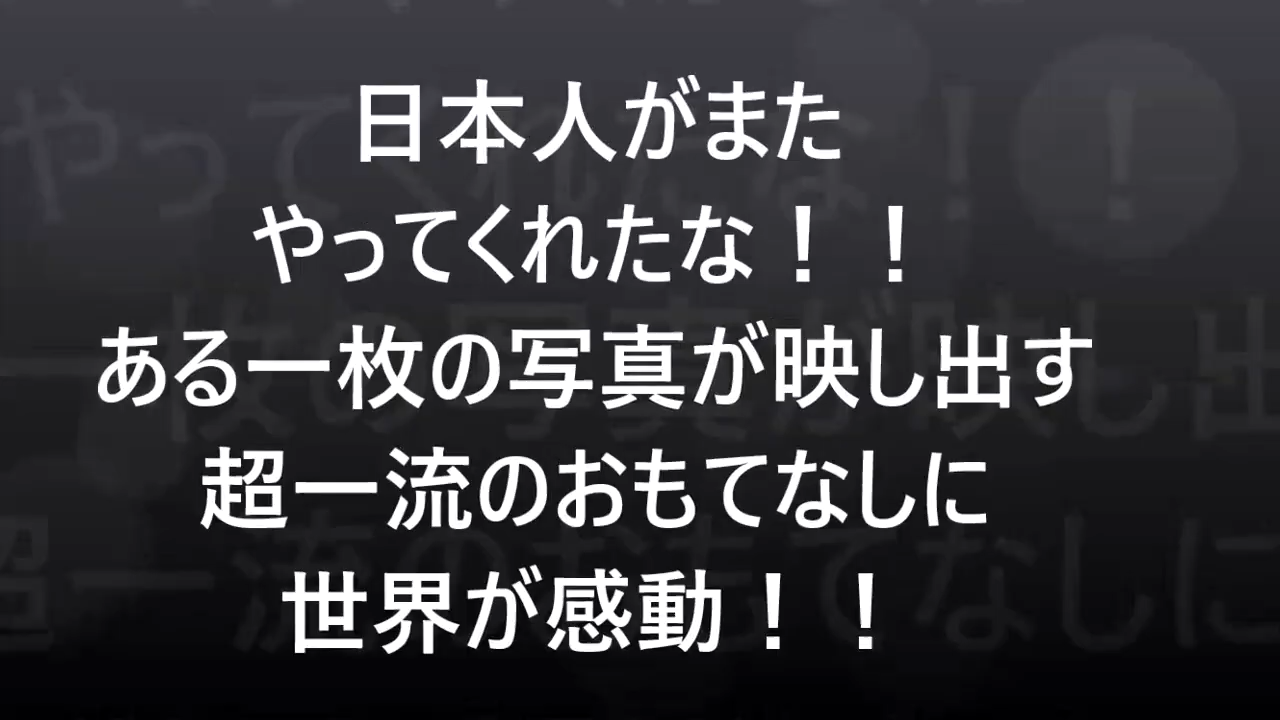 日本人がまた
やってくれたな！！
ある一枚の写真が映し出す
超一流のおもてなしに
世界が感動！！